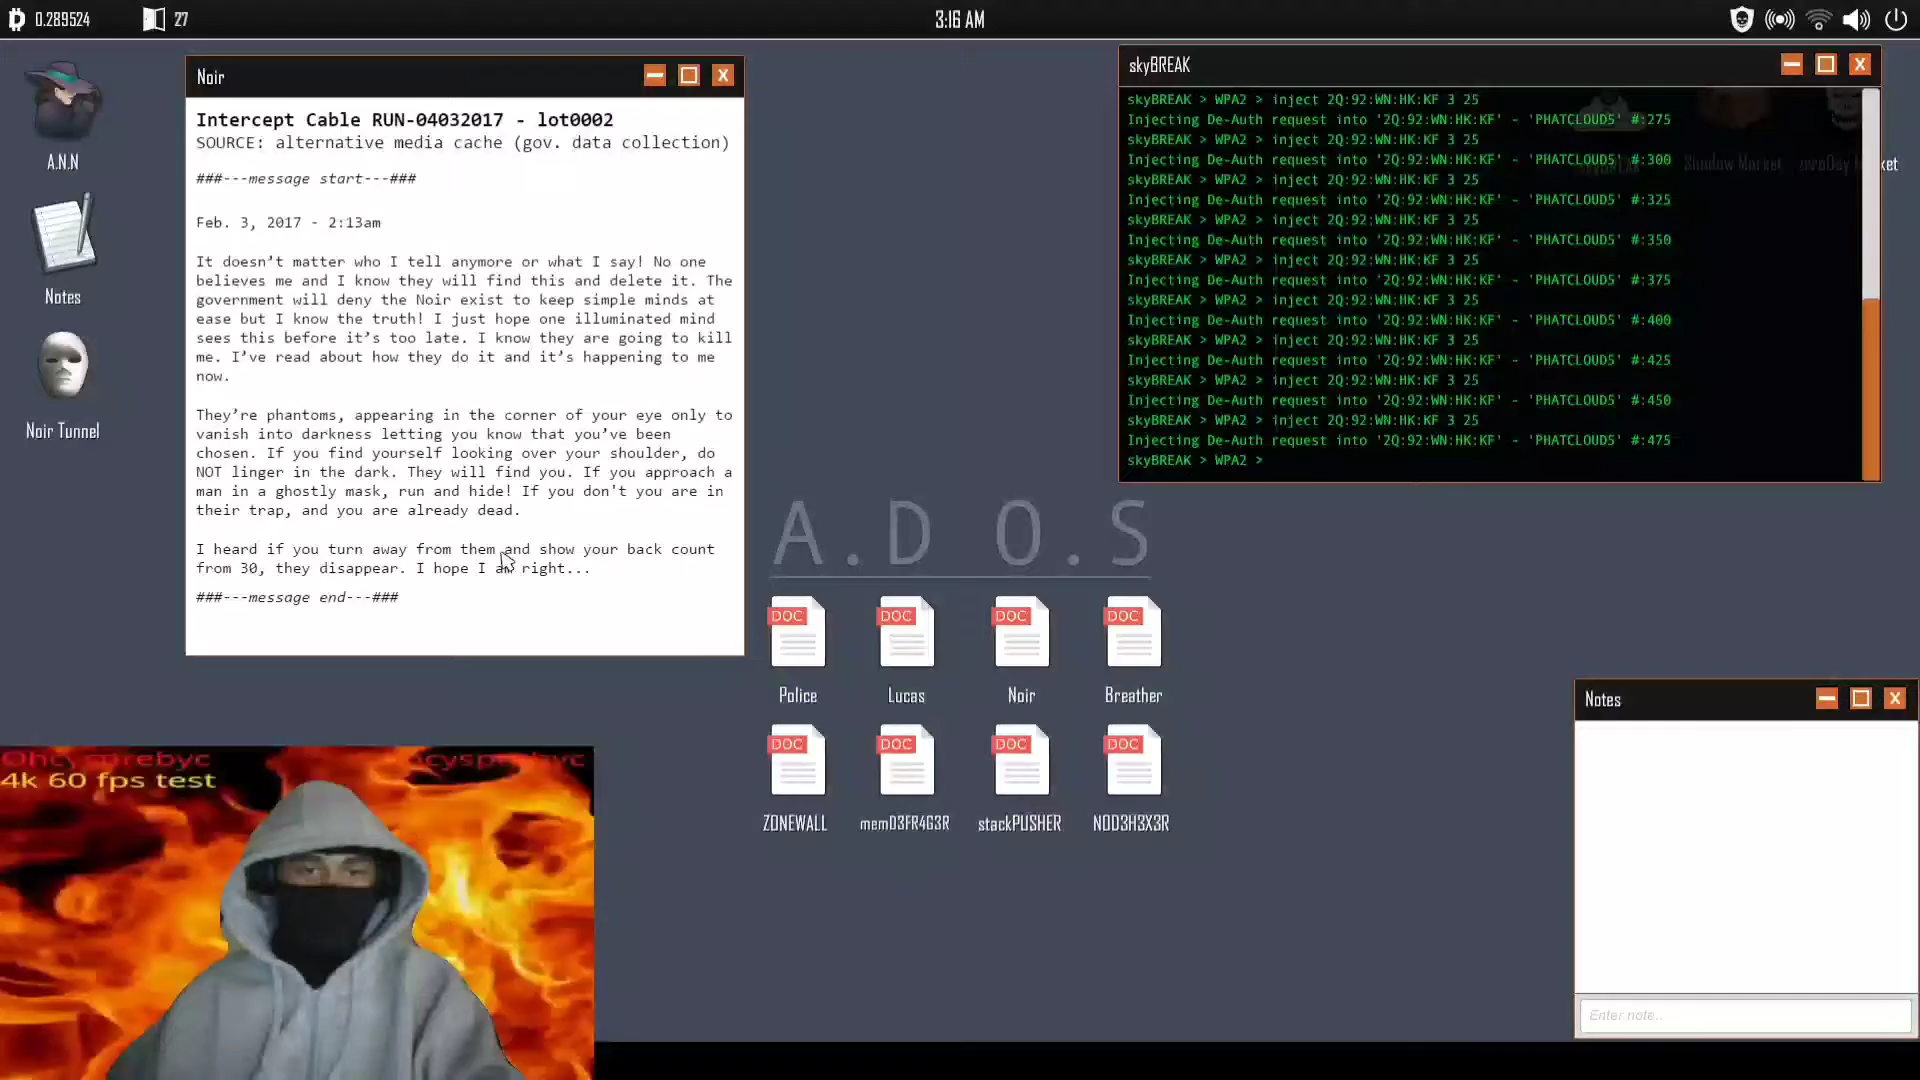 0.289524
27
3:16 AM
A.N.N
Notes
Noir Tunnel
Noir
Intercept Cable RUN-04032017 - lot0002
SOURCE: alternative media cache (gov. data collection)
###---message start---###
Feb. 3, 2017 - 2:13am
It doesn't matter who I tell anymore or what I say! No one
believes me and I know they will find this and delete it. The
government will deny the Noir exist to keep simple minds at
ease but I know the truth! I just hope one illuminated mind
sees this before it's too late. I know they are going to kill
me. I've read about how they do it and it's happening to me
now.
They're phantoms, appearing in the corner of your eye only to
vanish into darkness letting you know that you've been
chosen. If you find yourself looking over your shoulder, do
NOT linger in the dark. They will find you. If you approach a
man in a ghostly mask, run and hide! If you don't you are in
their trap, and you are already dead.
I heard if you turn away from them and show your back count
from 30, they disappear. I hope I am right...
###---message end---###
skyBREAK
skyBREAK > WPA2 > inject 2Q:92:WN:HK:KF 3 25
Injecting De-Auth request into '2Q:92:WN:HK:KF' - 'PHATCLOUD5' #:275
skyBREAK > WPA2 > inject 2Q:92:WN:HK:KF 3 25
Injecting De-Auth request into '2Q:92:WN:HK:KF' - 'PHATCLOUD5' #:300
skyBREAK > WPA2 > inject 2Q:92:WN:HK:KF 3 25
Injecting De-Auth request into '2Q:92:WN:HK:KF' - 'PHATCLOUD5' #:325
skyBREAK > WPA2 > inject 2Q:92:WN:HK:KF 3 25
Injecting De-Auth request into '2Q:92:WN:HK:KF' - 'PHATCLOUD5' #:350
skyBREAK > WPA2 > inject 2Q:92:WN:HK:KF 3 25
Injecting De-Auth request into '2Q:92:WN:HK:KF' - 'PHATCLOUD5' #:375
skyBREAK > WPA2 > inject 2Q:92:WN:HK:KF 3 25
Injecting De-Auth request into '2Q:92:WN:HK:KF' - 'PHATCLOUD5' #:400
skyBREAK > WPA2 > inject 2Q:92:WN:HK:KF 3 25
Injecting De-Auth request into '2Q:92:WN:HK:KF' - 'PHATCLOUD5' #:425
skyBREAK > WPA2 > inject 2Q:92:WN:HK:KF 3 25
Injecting De-Auth request into '2Q:92:WN:HK:KF' - 'PHATCLOUD5' #:450
skyBREAK > WPA2 > inject 2Q:92:WN:HK:KF 3 25
Injecting De-Auth request into '2Q:92:WN:HK:KF' - 'PHATCLOUD5' #:475
skyBREAK > WPA2 >
Shadow Market
A.D O.S
DOC DOC DOC DOC
Police Lucas Noir Breather
DOC DOC DOC DOC
ZONEWALL memD3FR4G3R stackPUSHER NOD3H3X3R
Notes
Enter note..
4k 60 fps test